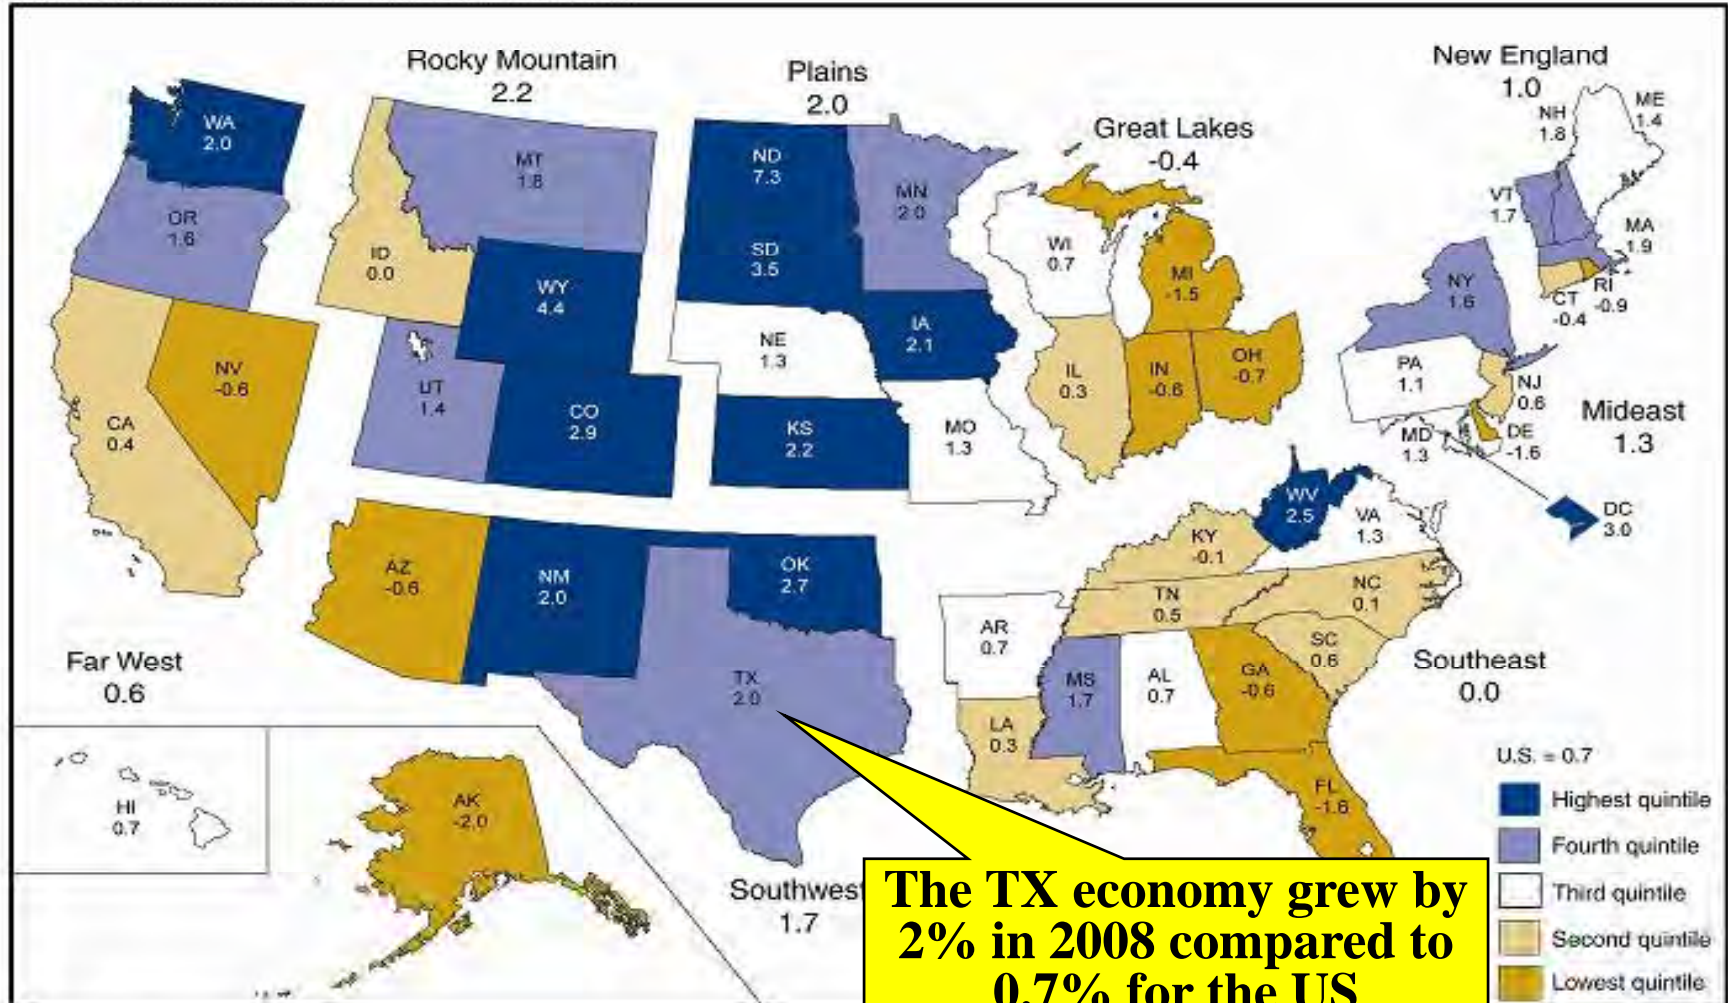 Rocky Mountain
2.2
Plains
2.0
New England
1.0
Great Lakes
-0.4
WA
2.0
OR
1.6
CA
0.4
NV
-0.6
ID
0.0
MT
1.8
WY
4.4
UT
1.4
CO
2.9
ND
7.3
SD
3.5
NE
1.3
KS
2.2
MN
2.0
IA
2.1
MO
1.3
WI
0.7
IL
0.3
MI
-1.5
IN
-0.6
OH
-0.7
NH
1.8
ME
1.4
VT
1.7
MA
1.9
CT
-0.4
RI
-0.9
NY
1.6
PA
1.1
NJ
0.6
MD
1.3
DE
-1.6
Mideast
1.3
DC
3.0
AZ
-0.6
NM
2.0
OK
2.7
TX
2.0
WV
2.5
VA
1.3
KY
-0.1
TN
0.5
NC
0.1
SC
0.6
AR
0.7
LA
0.3
MS
1.7
AL
0.7
GA
-0.6
FL
-1.6
Southeast
0.0
Far West
0.6
HI
0.7
AK
-2.0
Southwest
1.7
The TX economy grew by
2% in 2008 compared to
0.7% for the US
U.S. = 0.7
Highest quintile
Fourth quintile
Third quintile
Second quintile
Lowest quintile